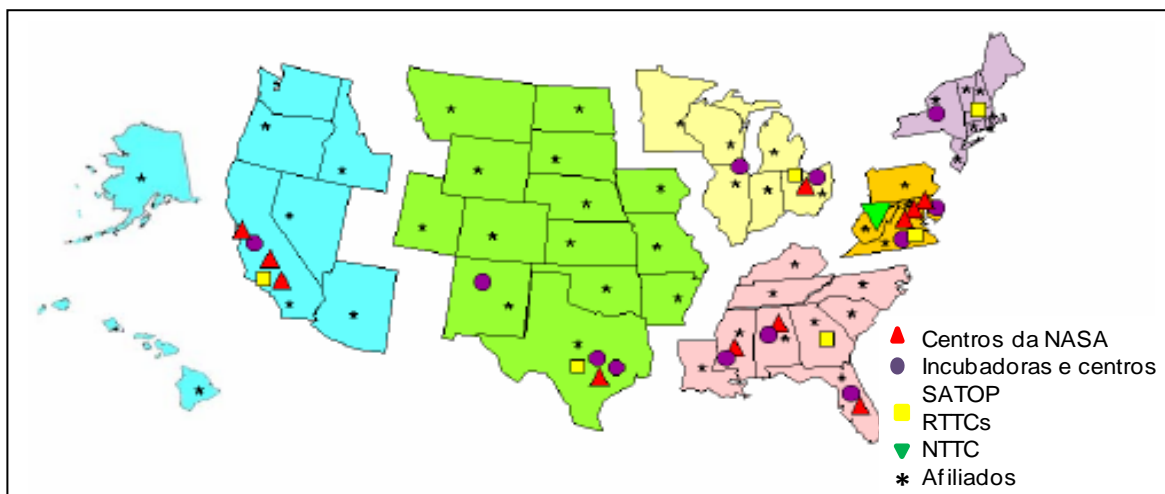 Centros da NASA
Incubadoras e centros
SATOP
RTTCs
NTTC
Afiliados